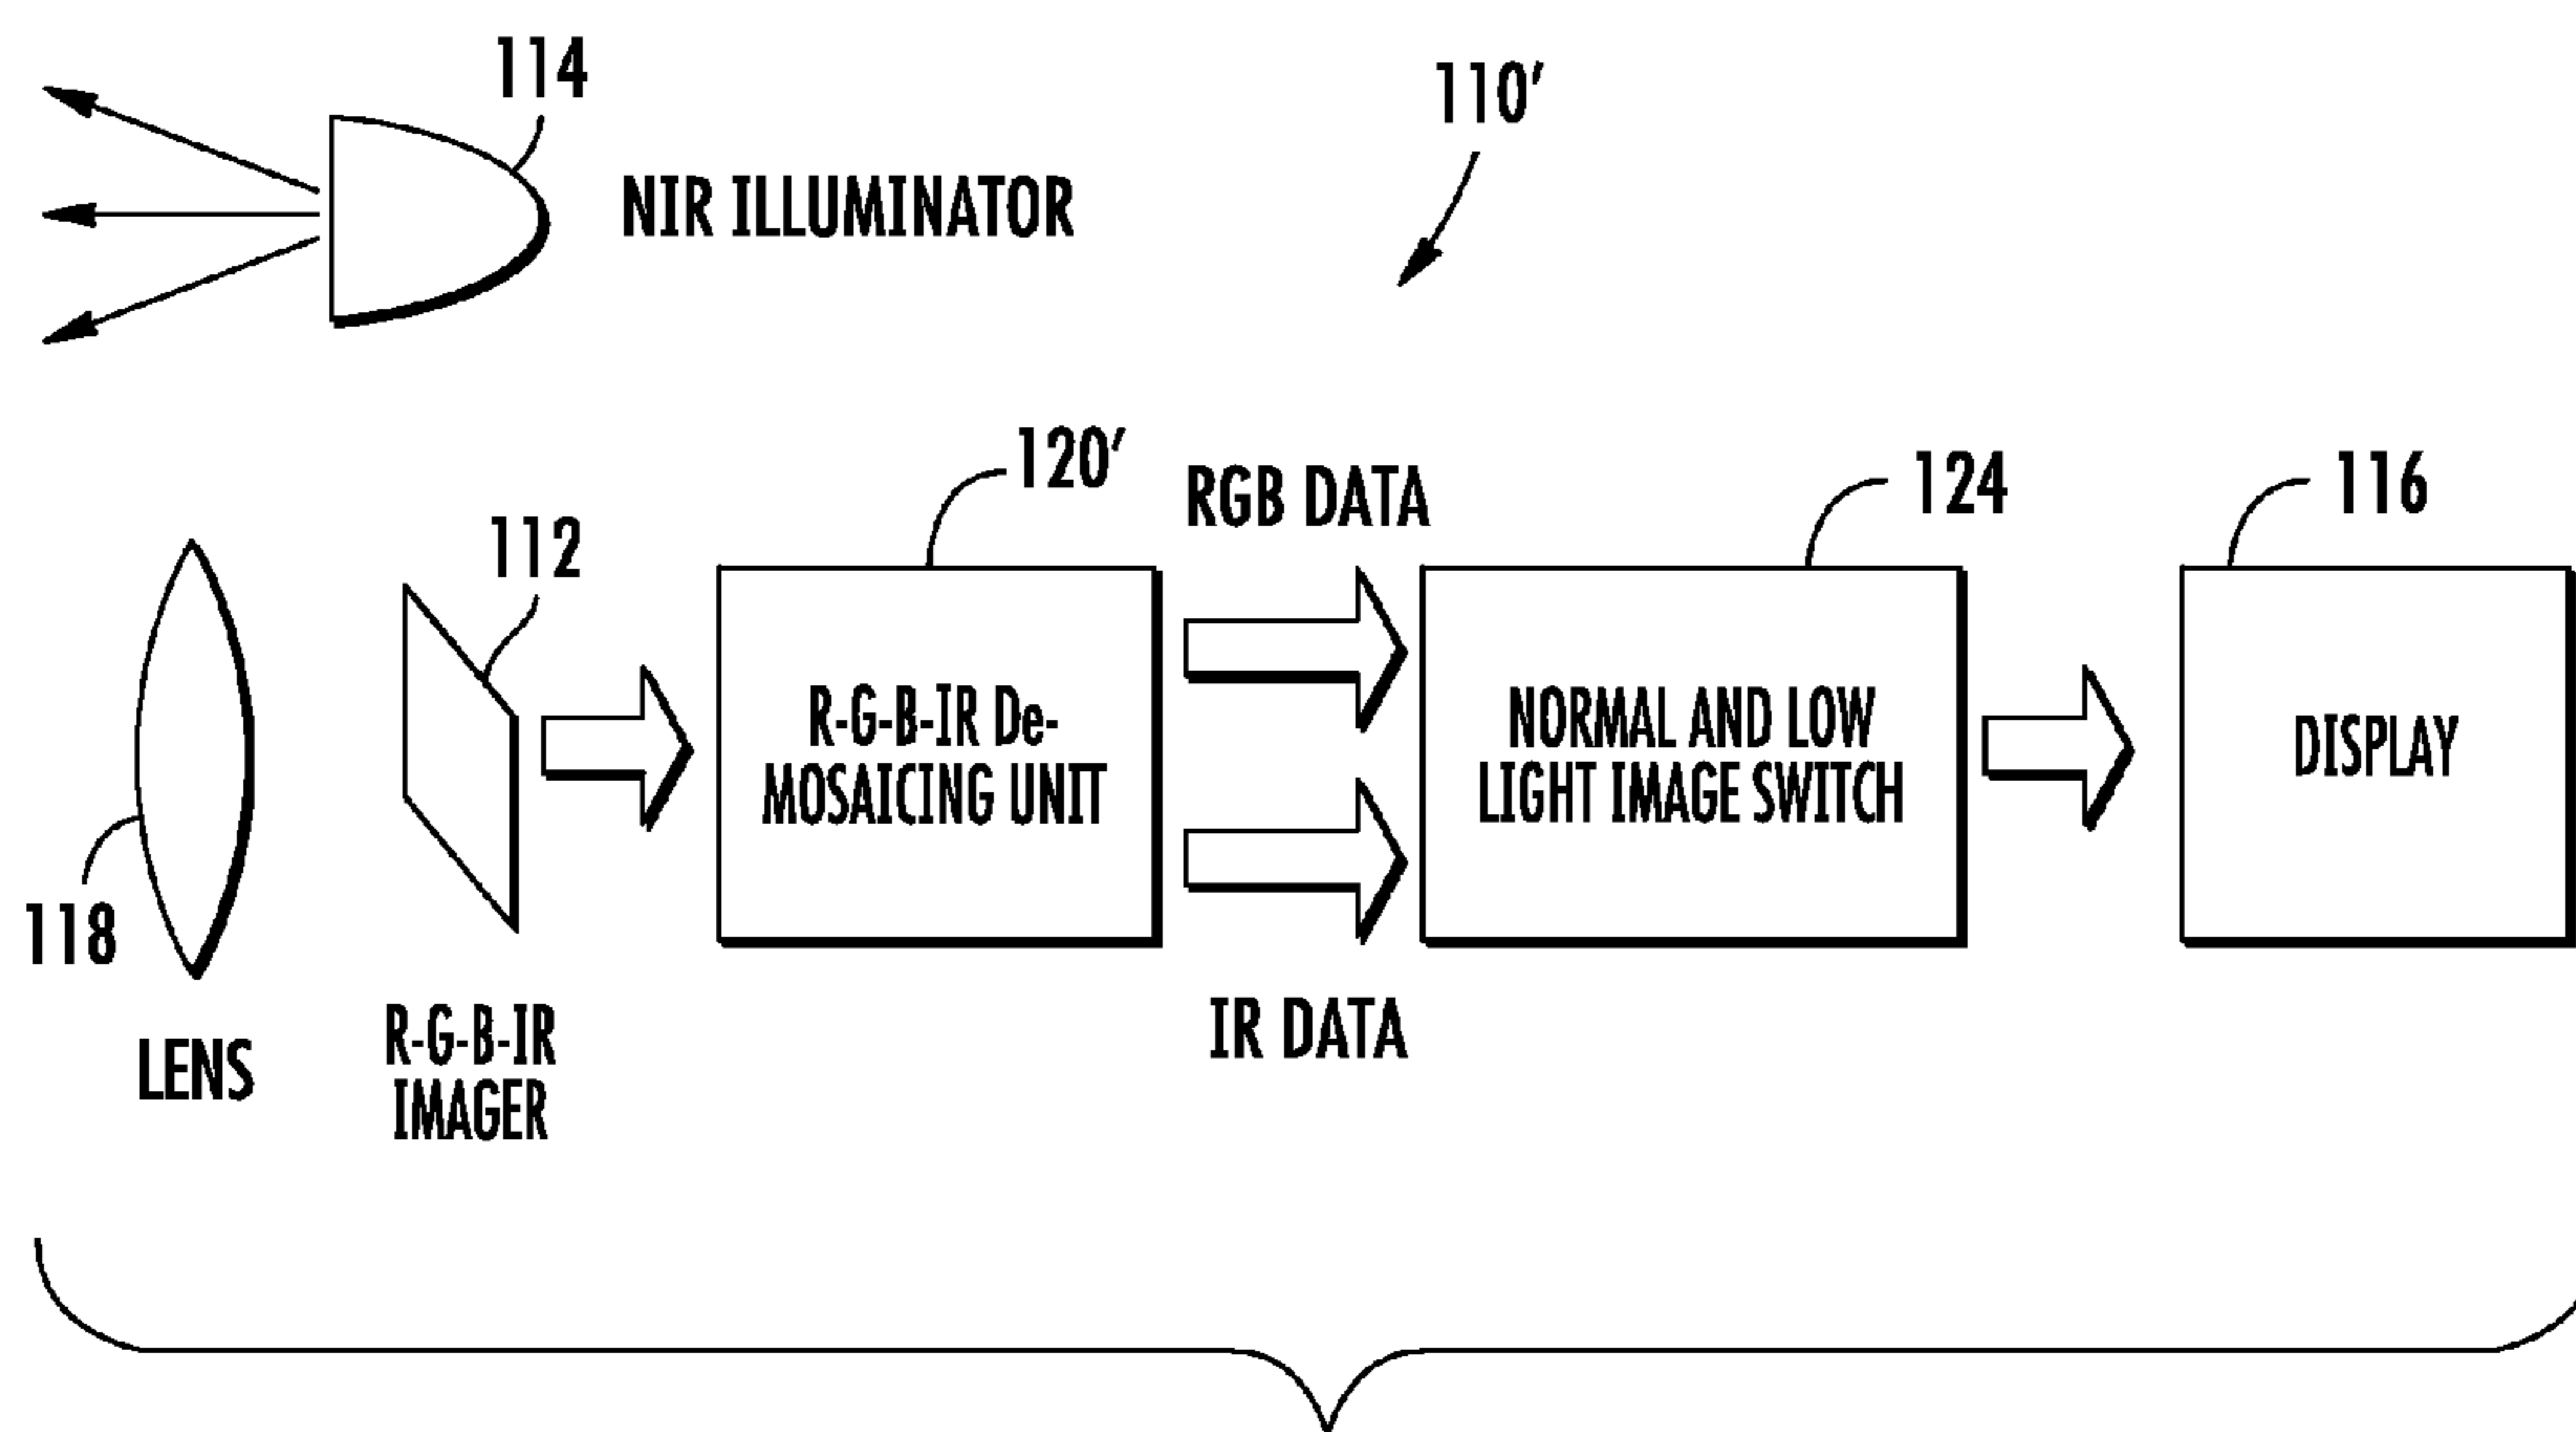 114
110'
NIR ILLUMINATOR
120'
RGB DATA
124
116
112
R-G-B-IR De-
MOSAICING UNIT
NORMAL AND LOW
LIGHT IMAGE SWITCH
DISPLAY
118
LENS
R-G-B-IR
IMAGER
IR DATA